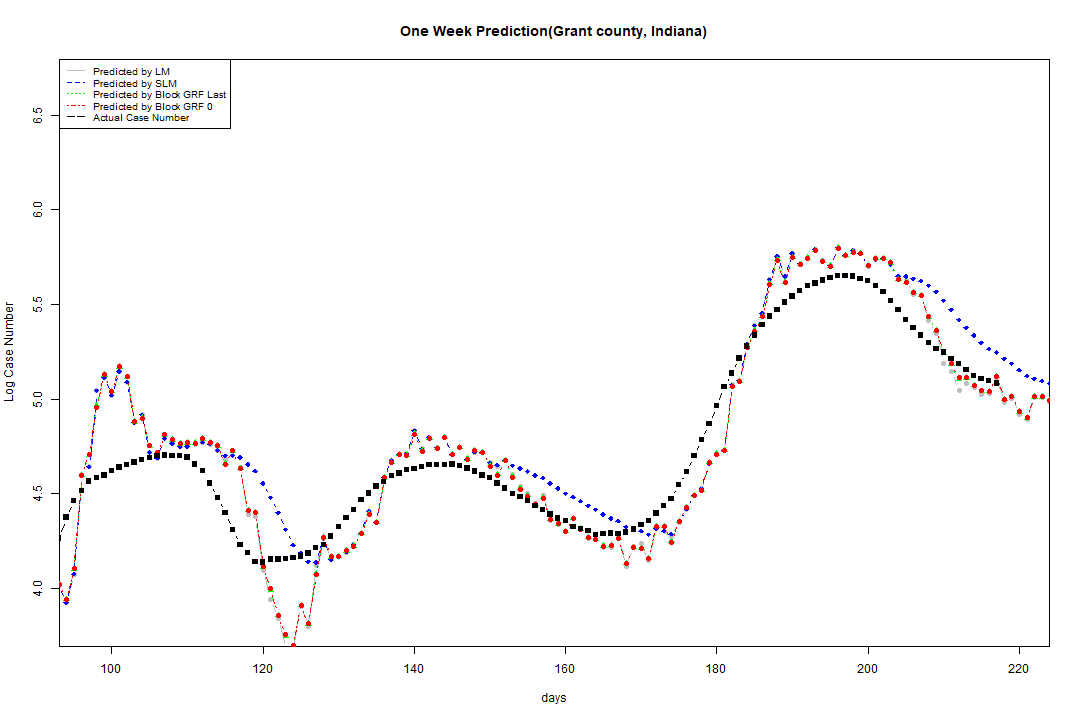 One Week Prediction(Grant county, Indiana)
Predicted by LM
Predicted by SLM
Predicted by Block GRF Last
Predicted by Block GRF 0
Actual Case Number
6.5
6.0
5.5
5.0
4.5
4.0
Log Case Number
100 120 140 160 180 200 220
days